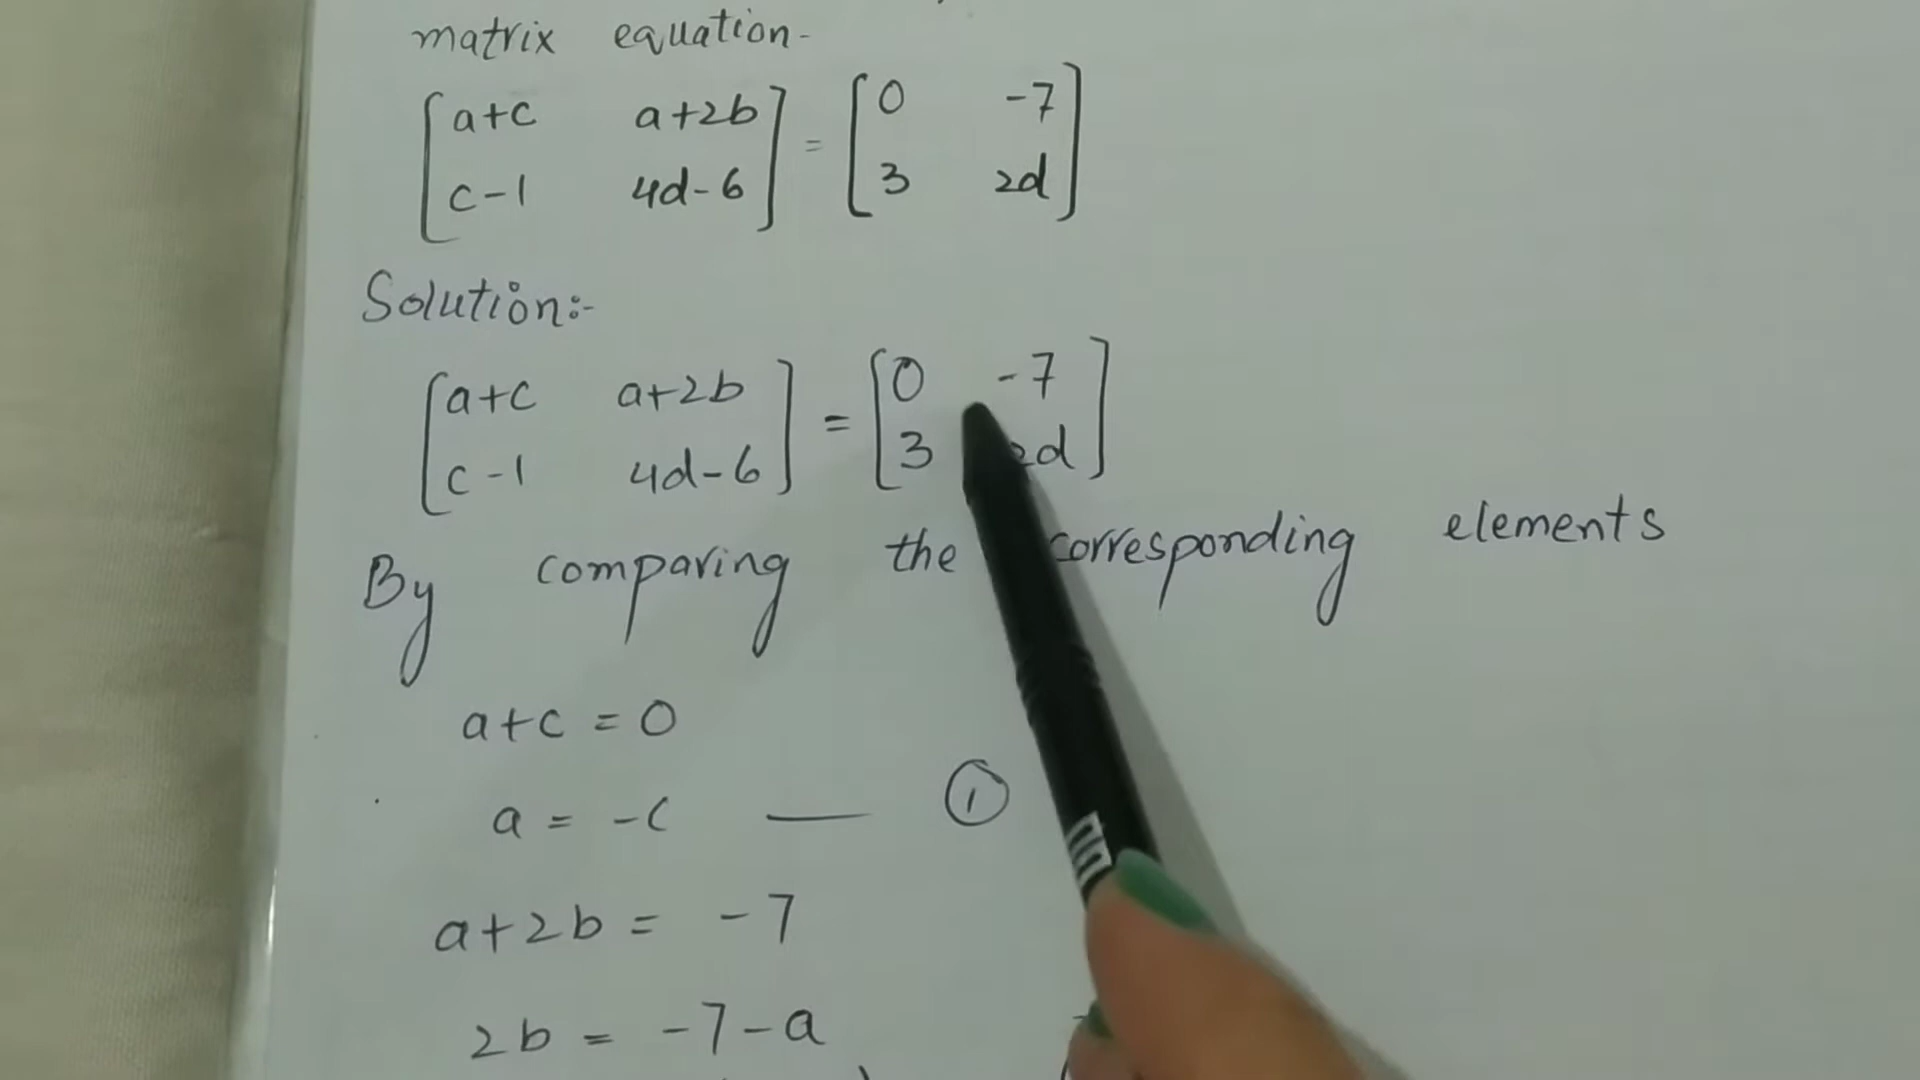 matrix equation-
[a+c a+2b] = [0 -7]
[c-1 4d-6] [3 2d]
Solution:-
[a+c a+2b] = [0 -7]
[c-1 4d-6] [3 2d]
By comparing the corresponding elements
a+c = 0
a = -c — ①
a+2b = -7
2b = -7-a